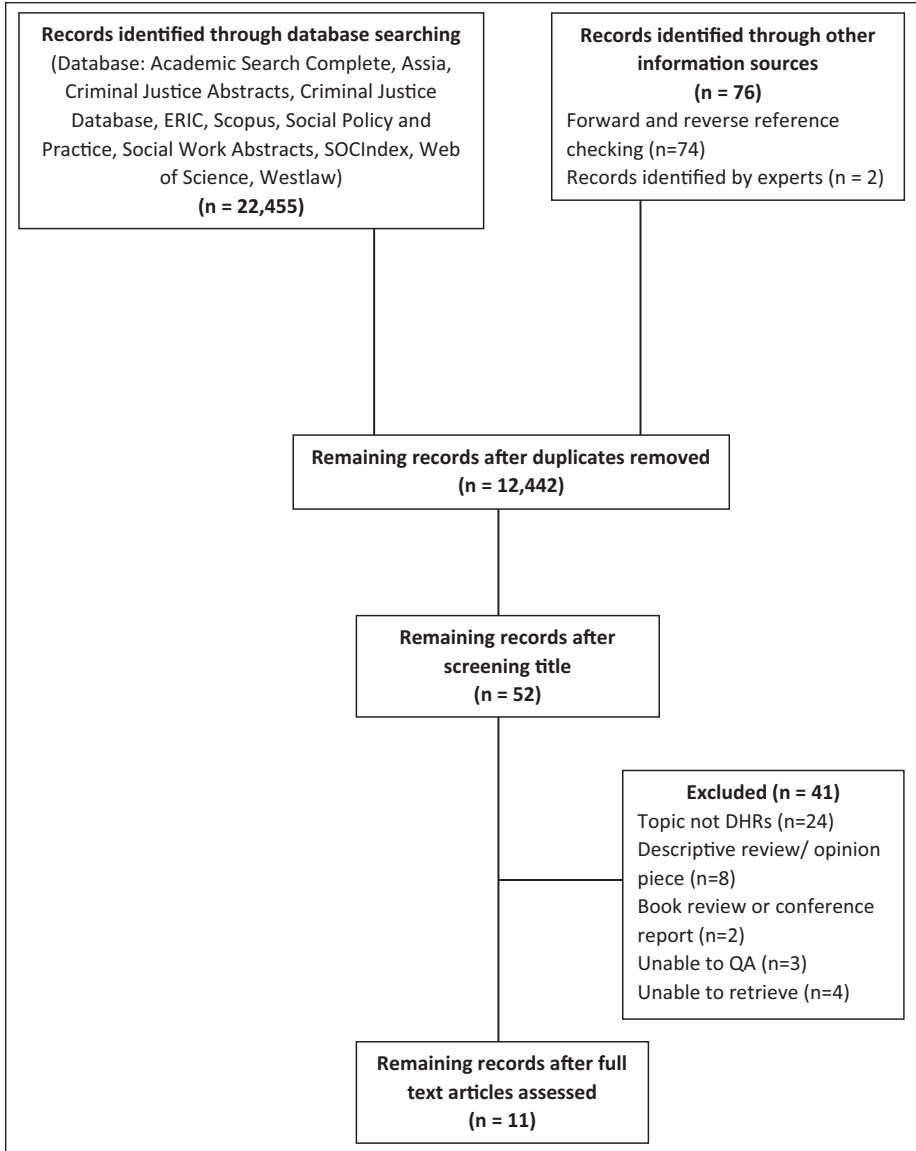 Records identified through database searching
(Database: Academic Search Complete, Assia,
Criminal Justice Abstracts, Criminal Justice
Database, ERIC, Scopus, Social Policy and
Practice, Social Work Abstracts, SOCIndex, Web
of Science, Westlaw)
(n = 22,455)
Records identified through other
information sources
(n = 76)
Forward and reverse reference
checking (n=74)
Records identified by experts (n = 2)
Remaining records after duplicates removed
(n = 12,442)
Remaining records after
screening title
(n = 52)
Excluded (n = 41)
Topic not DHRs (n=24)
Descriptive review/ opinion
piece (n=8)
Book review or conference
report (n=2)
Unable to QA (n=3)
Unable to retrieve (n=4)
Remaining records after full
text articles assessed
(n = 11)